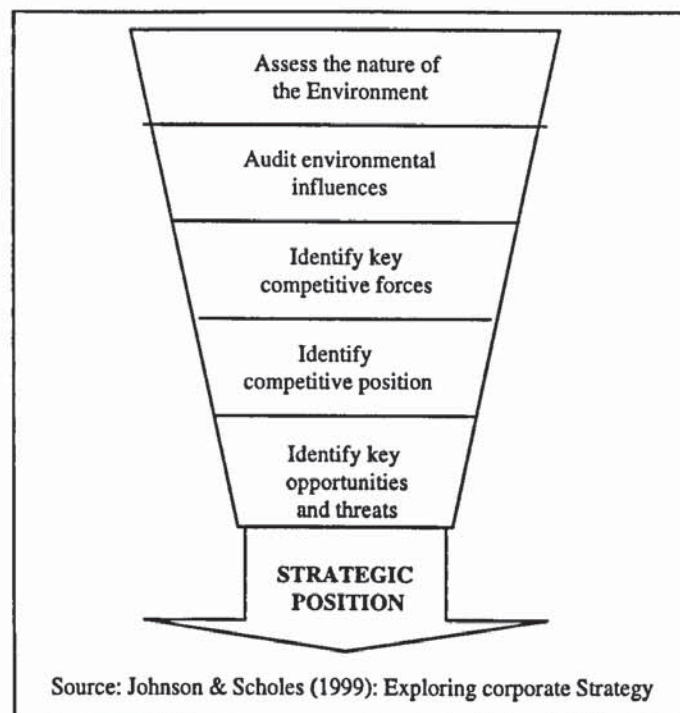 Assess the nature of
the Environment
Audit environmental
influences
Identify key
competitive forces
Identify
competitive position
Identify key
opportunities
and threats
STRATEGIC
POSITION
Source: Johnson & Scholes (1999): Exploring corporate Strategy